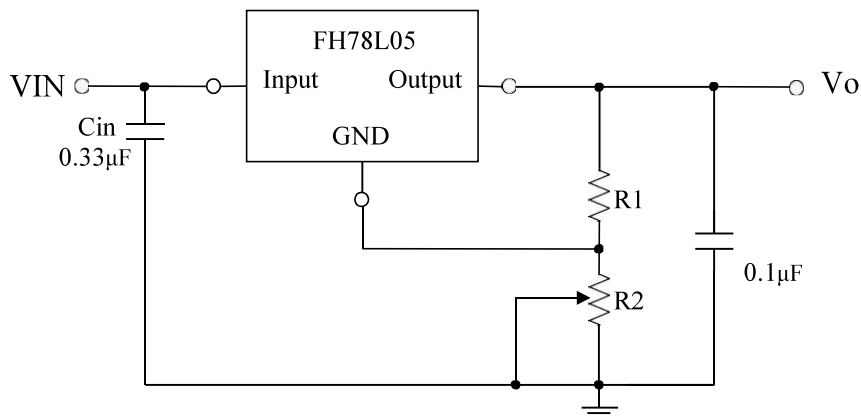 FH78L05
VIN
Input
Output
Vo
Cin
0.33μF
GND
R1
R2
0.1μF